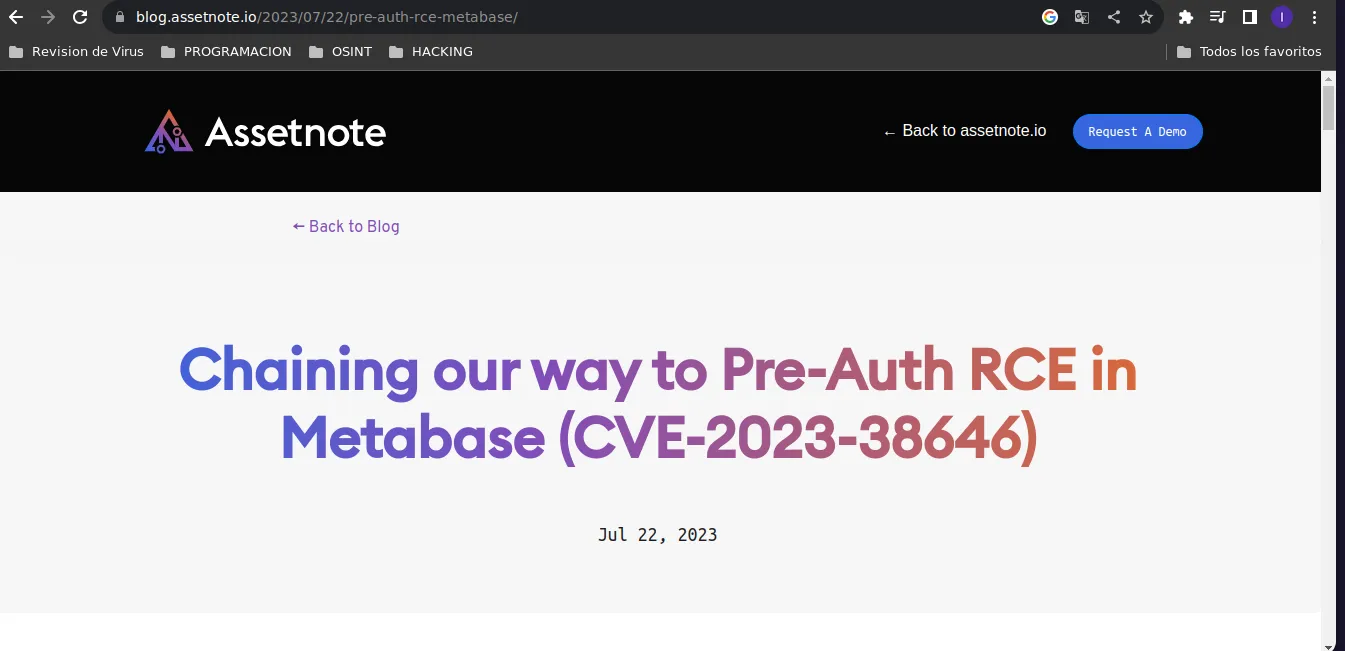 blog.assetnote.io/2023/07/22/pre-auth-rce-metabase/
I
Revision de Virus PROGRAMACION OSINT HACKING Todos los favoritos
Assetnote
← Back to assetnote.io Request A Demo
← Back to Blog
Chaining our way to Pre-Auth RCE in
Metabase (CVE-2023-38646)
Jul 22, 2023